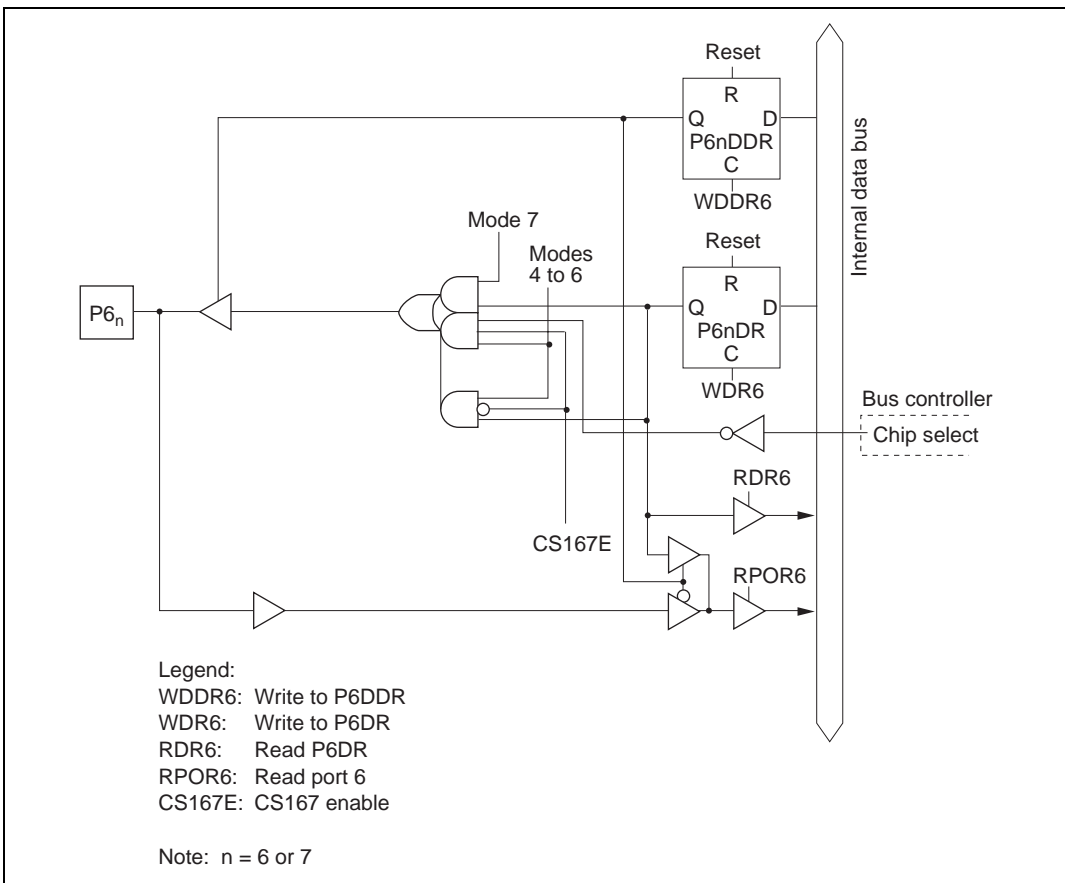 Reset
R
Q D
P6nDDR
C
WDDR6
Internal data bus
Mode 7
Modes
4 to 6
Reset
R
Q D
P6nDR
C
WDR6
P6n
Bus controller
Chip select
RDR6
CS167E
RPOR6
Legend:
WDDR6: Write to P6DDR
WDR6: Write to P6DR
RDR6: Read P6DR
RPOR6: Read port 6
CS167E: CS167 enable
Note: n = 6 or 7